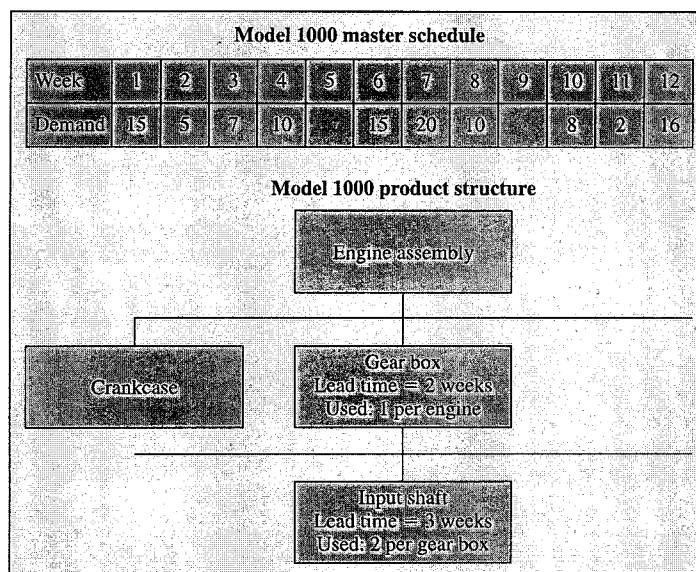 Model 1000 master schedule
Week 1 2 3 4 5 6 7 8 9 10 11 12
Demand 15 5 7 10 15 20 10 8 2 16
Model 1000 product structure
Engine assembly
Crankcase
Gear box
Lead time = 2 weeks
Used: 1 per engine
Input shaft
Lead time = 3 weeks
Used: 2 per gear box